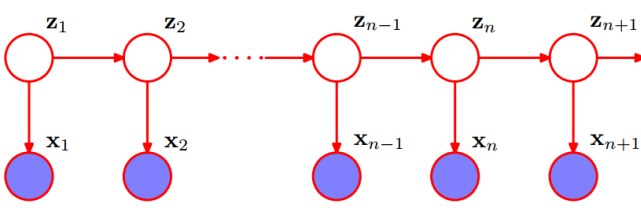 z₁ z₂ zₙ₋₁ zₙ zₙ₊₁
x₁ x₂ xₙ₋₁ xₙ xₙ₊₁